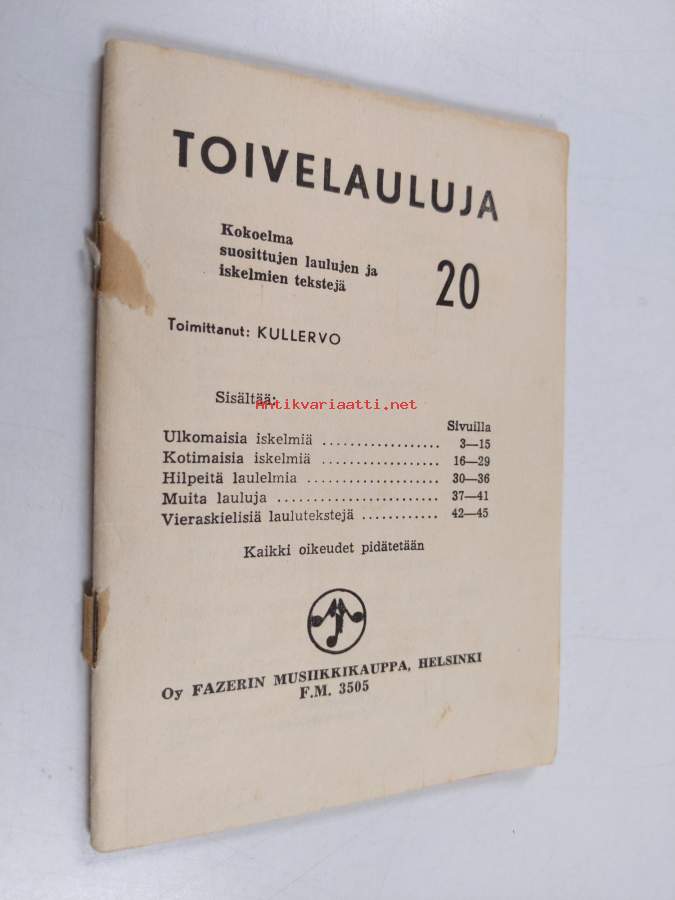 TOIVELAULUJA
Kokoelma
suosittujen laulujen ja
iskelmien tekstejä
20
Toimittanut: KULLERVO
Sisältää:
antikvariaatti.net
Sivuilla
Ulkomaisia iskelmiä .................. 3—15
Kotimaisia iskelmiä .................. 16—29
Hilpeitä laulelmia .................... 30—36
Muita lauluja ......................... 37—41
Vieraskielisiä laulutekstejä ............ 42—45
Kaikki oikeudet pidätetään
Oy FAZERIN MUSIIKKIKAUPPA, HELSINKI
F.M. 3505